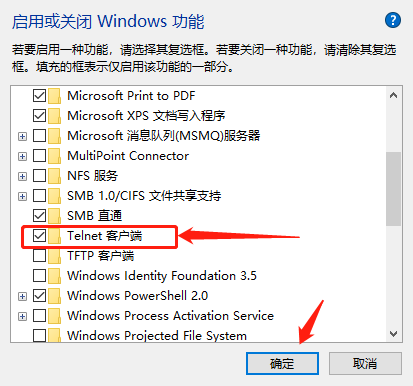 启用或关闭 Windows 功能
若要启用一种功能，请选择其复选框。若要关闭一种功能，请清除其复选
框。填充的框表示仅启用该功能的一部分。
Microsoft Print to PDF
Microsoft XPS 文档写入程序
Microsoft 消息队列(MSMQ)服务器
MultiPoint Connector
NFS 服务
SMB 1.0/CIFS 文件共享支持
SMB 直通
Telnet 客户端
TFTP 客户端
Windows Identity Foundation 3.5
Windows PowerShell 2.0
Windows Process Activation Service
Windows Projected File System
确定
取消